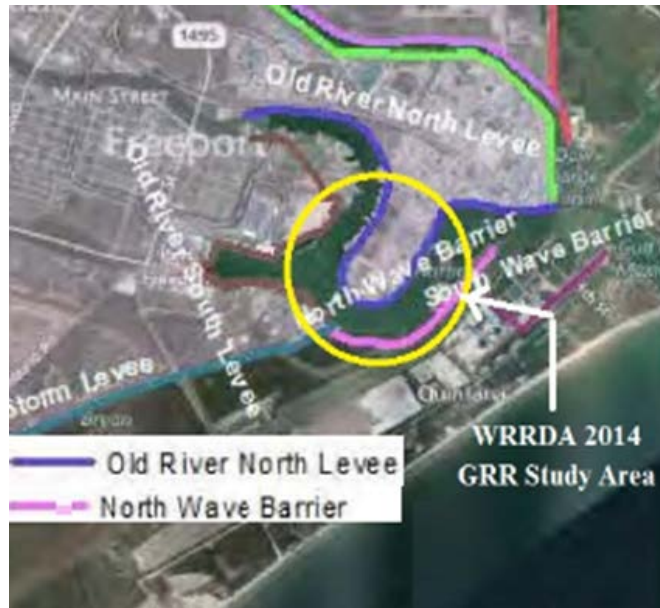 1495
MAIN STREET
Freeport
Old River North Levee
Old River South Levee
North Wave Barrier
South Wave Barrier
Storm Levee
Bryan
Quintana
WRRDA 2014
GRR Study Area
Old River North Levee
North Wave Barrier